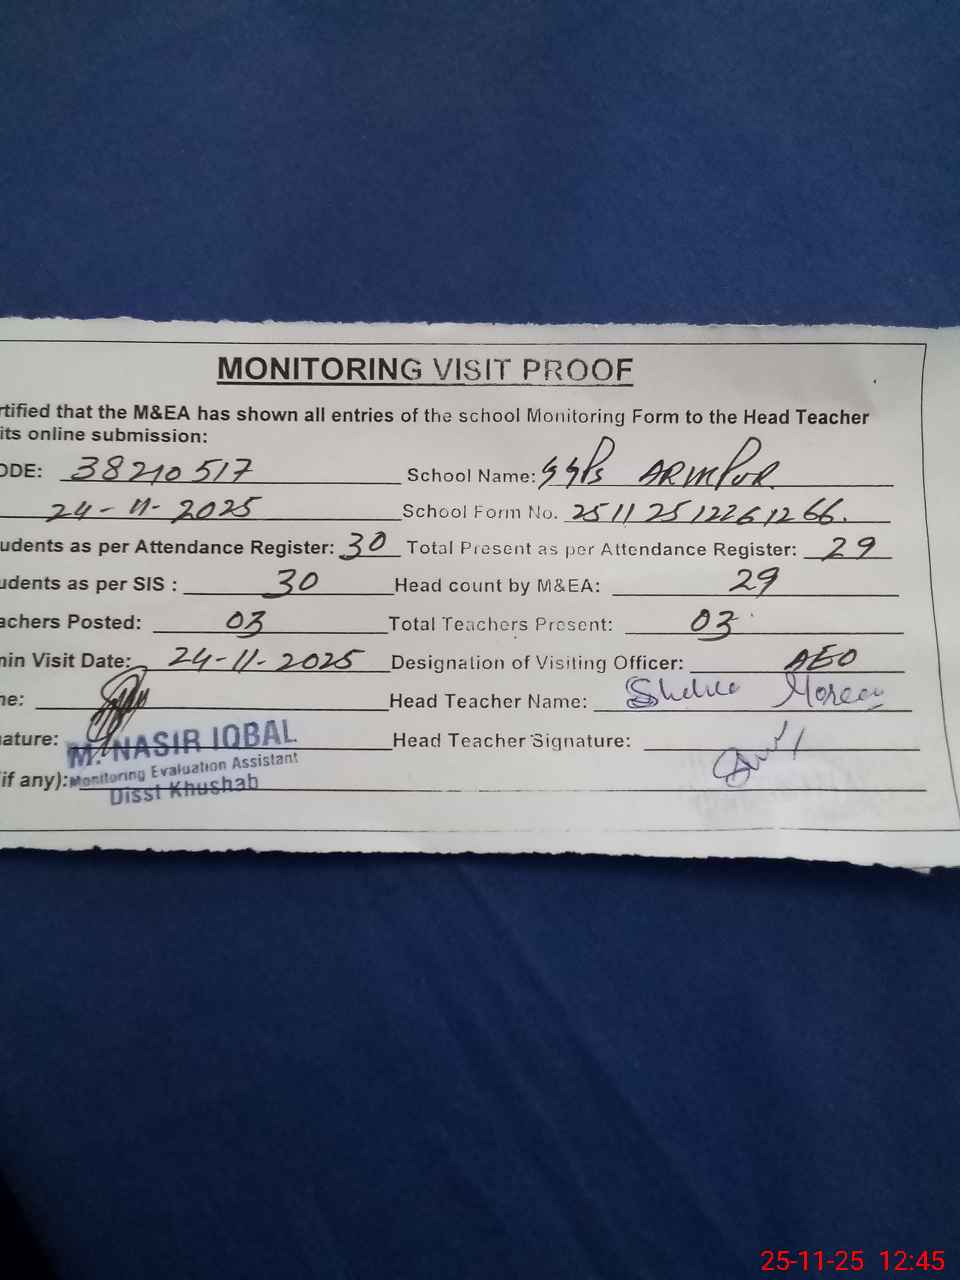 MONITORING VISIT PROOF
rtified that the M&EA has shown all entries of the school Monitoring Form to the Head Teacher
its online submission:
ODE: 38210517 School Name: GGPS ARMPUR
24-11-2025 School Form No. 25112512261266.
udents as per Attendance Register: 30 Total Present as per Attendance Register: 29
udents as per SIS : 30 Head count by M&EA: 29
achers Posted: 03 Total Teachers Present: 03
min Visit Date: 24-11-2025 Designation of Visiting Officer: AEO
ne: Head Teacher Name:
ature: Head Teacher Signature:
M. NASIR IQBAL
if any):
Monitoring Evaluation Assistant
Disst Khushab
25-11-25 12:45